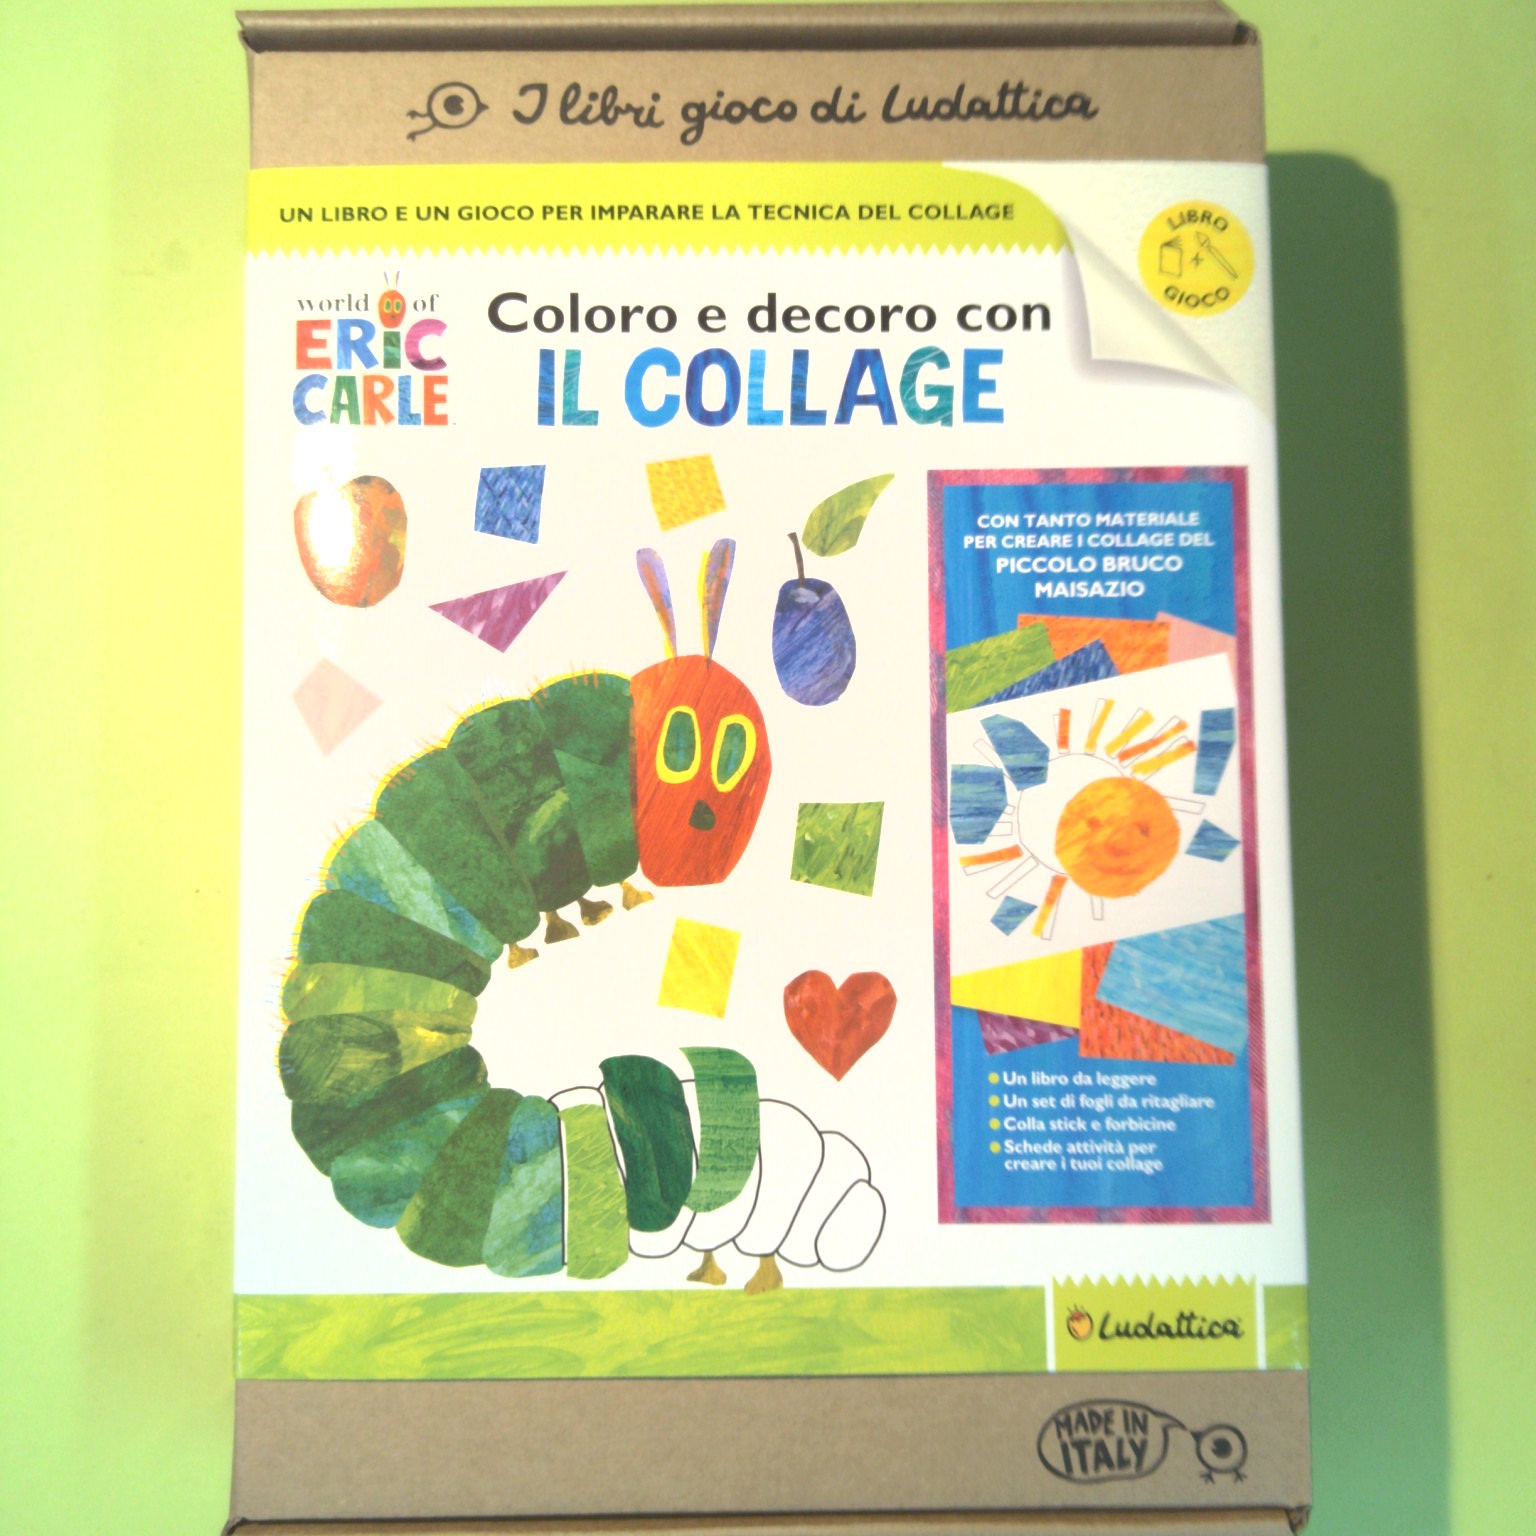 I libri gioco di Ludattica
UN LIBRO E UN GIOCO PER IMPARARE LA TECNICA DEL COLLAGE
LIBRO
+
GIOCO
world of
ERIC
CARLE
Coloro e decoro con
IL COLLAGE
CON TANTO MATERIALE
PER CREARE I COLLAGE DEL
PICCOLO BRUCO
MAISAZIO
Un libro da leggere
Un set di fogli da ritagliare
Colla stick e forbicine
Schede attività per
creare i tuoi collage
Ludattica
MADE IN
ITALY